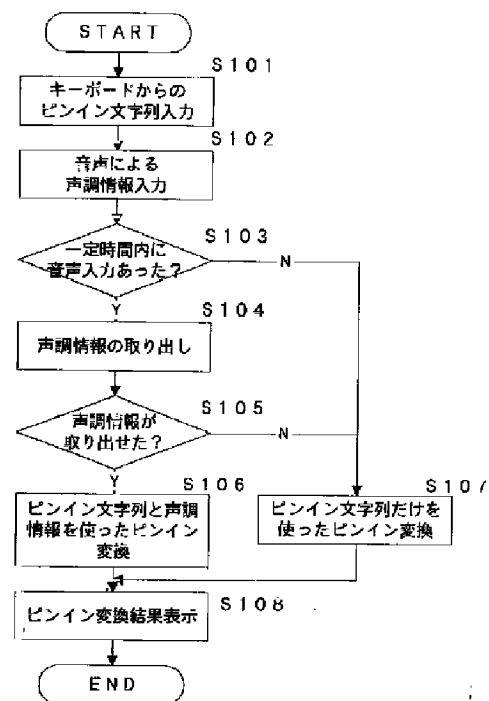 START
S101
キーボードからの
ピンイン文字列入力
S102
音声による
声調情報入力
S103
一定時間内に
音声入力あった?
N
Y
S104
声調情報の取り出し
S105
声調情報が
取り出せた?
N
Y
S106
ピンイン文字列と声調
情報を使ったピンイン
変換
S107
ピンイン文字列だけを
使ったピンイン変換
S108
ピンイン変換結果表示
END